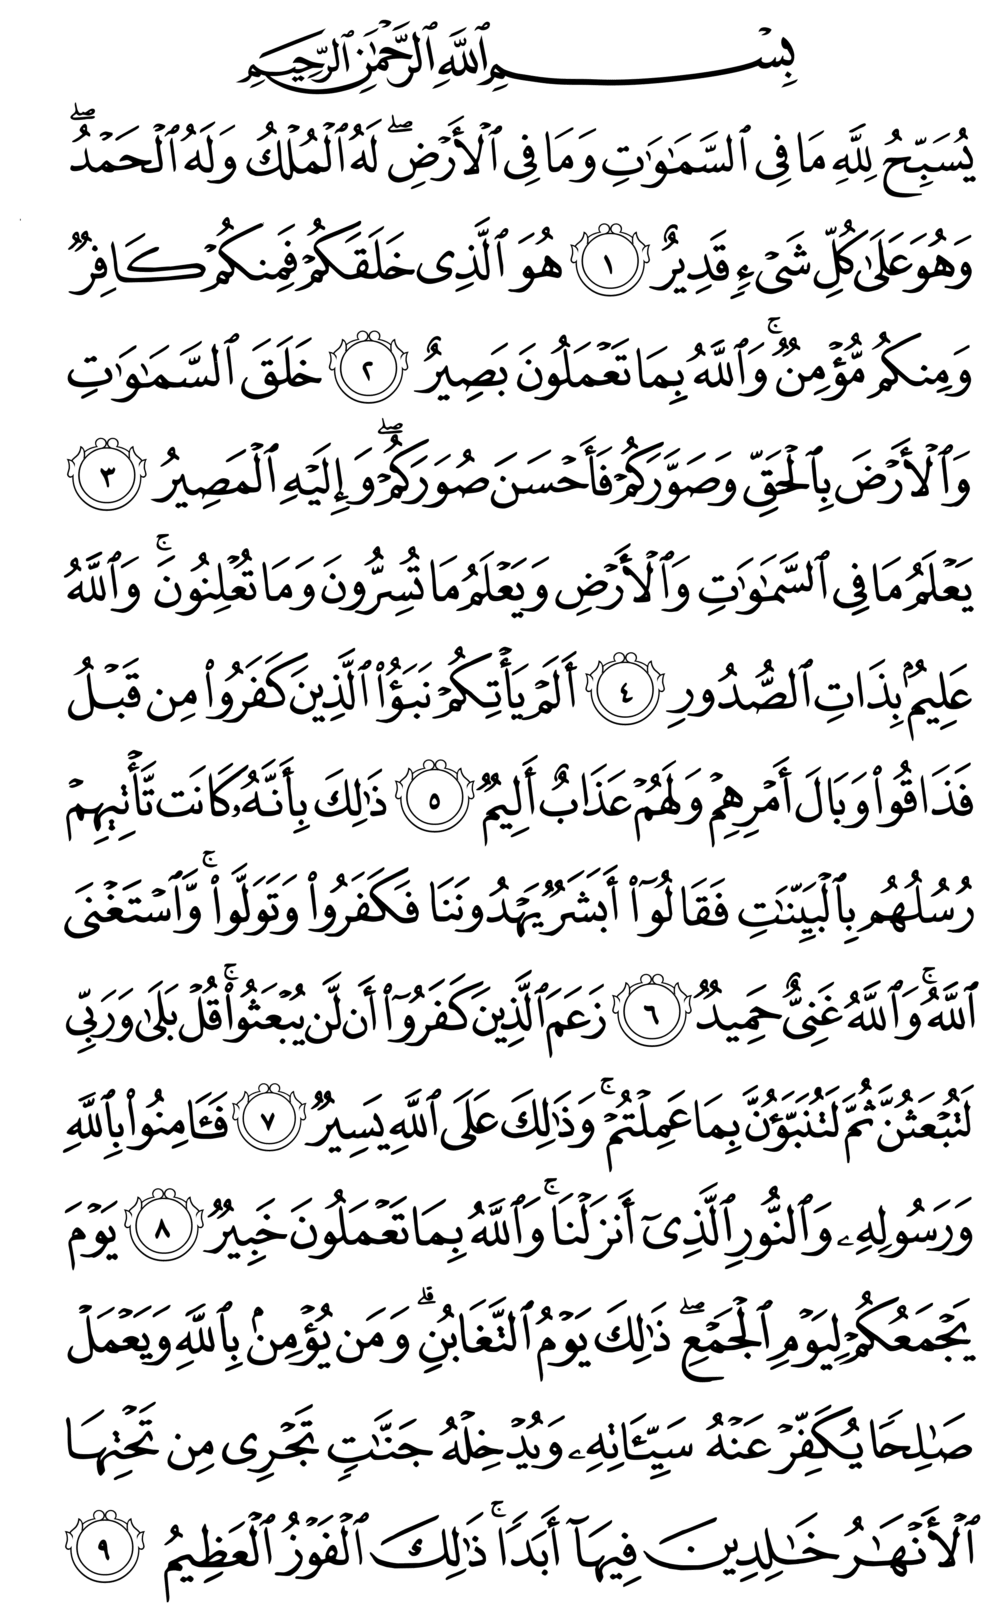 بِسْمِ ٱللَّهِ ٱلرَّحْمَـٰنِ ٱلرَّحِيمِ
يُسَبِّحُ لِلَّهِ مَا فِى ٱلسَّمَـٰوَٰتِ وَمَا فِى ٱلْأَرْضِ ۖ لَهُ ٱلْمُلْكُ وَلَهُ ٱلْحَمْدُ ۖ
وَهُوَ عَلَىٰ كُلِّ شَىْءٍ قَدِيرٌ ١ هُوَ ٱلَّذِى خَلَقَكُمْ فَمِنكُمْ كَافِرٌ
وَمِنكُم مُّؤْمِنٌ ۚ وَٱللَّهُ بِمَا تَعْمَلُونَ بَصِيرٌ ٢ خَلَقَ ٱلسَّمَـٰوَٰتِ
وَٱلْأَرْضَ بِٱلْحَقِّ وَصَوَّرَكُمْ فَأَحْسَنَ صُوَرَكُمْ ۖ وَإِلَيْهِ ٱلْمَصِيرُ ٣
يَعْلَمُ مَا فِى ٱلسَّمَـٰوَٰتِ وَٱلْأَرْضِ وَيَعْلَمُ مَا تُسِرُّونَ وَمَا تُعْلِنُونَ ۚ وَٱللَّهُ
عَلِيمٌۢ بِذَاتِ ٱلصُّدُورِ ٤ أَلَمْ يَأْتِكُمْ نَبَؤُا۟ ٱلَّذِينَ كَفَرُوا۟ مِن قَبْلُ
فَذَاقُوا۟ وَبَالَ أَمْرِهِمْ وَلَهُمْ عَذَابٌ أَلِيمٌ ٥ ذَٰلِكَ بِأَنَّهُۥ كَانَت تَّأْتِيهِمْ
رُسُلُهُم بِٱلْبَيِّنَـٰتِ فَقَالُوٓا۟ أَبَشَرٌ يَهْدُونَنَا فَكَفَرُوا۟ وَتَوَلَّوا۟ ۚ وَّٱسْتَغْنَى
ٱللَّهُ ۚ وَٱللَّهُ غَنِىٌّ حَمِيدٌ ٦ زَعَمَ ٱلَّذِينَ كَفَرُوٓا۟ أَن لَّن يُبْعَثُوا۟ ۚ قُلْ بَلَىٰ وَرَبِّى
لَتُبْعَثُنَّ ثُمَّ لَتُنَبَّؤُنَّ بِمَا عَمِلْتُمْ ۚ وَذَٰلِكَ عَلَى ٱللَّهِ يَسِيرٌ ٧ فَـَٔامِنُوا۟ بِٱللَّهِ
وَرَسُولِهِۦ وَٱلنُّورِ ٱلَّذِىٓ أَنزَلْنَا ۚ وَٱللَّهُ بِمَا تَعْمَلُونَ خَبِيرٌ ٨ يَوْمَ
يَجْمَعُكُمْ لِيَوْمِ ٱلْجَمْعِ ۖ ذَٰلِكَ يَوْمُ ٱلتَّغَابُنِ ۗ وَمَن يُؤْمِنۢ بِٱللَّهِ وَيَعْمَلْ
صَـٰلِحًا يُكَفِّرْ عَنْهُ سَيِّـَٔاتِهِۦ وَيُدْخِلْهُ جَنَّـٰتٍ تَجْرِى مِن تَحْتِهَا
ٱلْأَنْهَـٰرُ خَـٰلِدِينَ فِيهَآ أَبَدًا ۚ ذَٰلِكَ ٱلْفَوْزُ ٱلْعَظِيمُ ٩